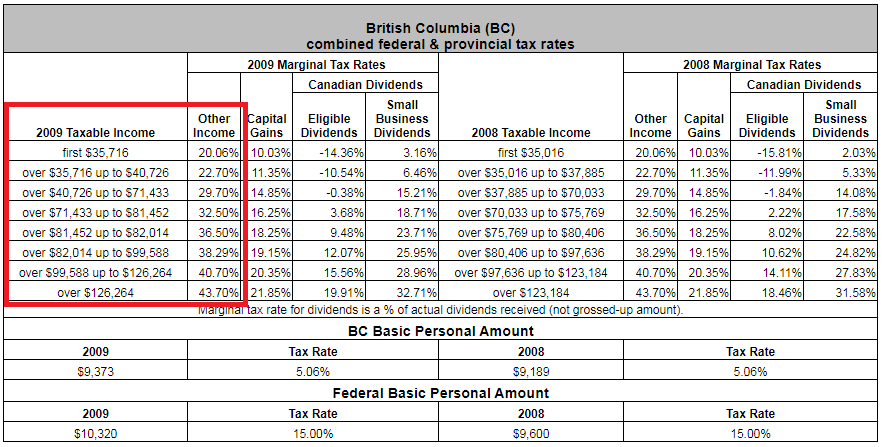 British Columbia (BC)
combined federal & provincial tax rates
2009 Marginal Tax Rates 2008 Marginal Tax Rates
Canadian Dividends Canadian Dividends
2009 Taxable Income Other Income Capital Gains Eligible Dividends Small Business Dividends 2008 Taxable Income Other Income Capital Gains Eligible Dividends Small Business Dividends
first $35,716 20.06% 10.03% -14.36% 3.16% first $35,016 20.06% 10.03% -15.81% 2.03%
over $35,716 up to $40,726 22.70% 11.35% -10.54% 6.46% over $35,016 up to $37,885 22.70% 11.35% -11.99% 5.33%
over $40,726 up to $71,433 29.70% 14.85% -0.38% 15.21% over $37,885 up to $70,033 29.70% 14.85% -1.84% 14.08%
over $71,433 up to $81,452 32.50% 16.25% 3.68% 18.71% over $70,033 up to $75,769 32.50% 16.25% 2.22% 17.58%
over $81,452 up to $82,014 36.50% 18.25% 9.48% 23.71% over $75,769 up to $80,406 36.50% 18.25% 8.02% 22.58%
over $82,014 up to $99,588 38.29% 19.15% 12.07% 25.95% over $80,406 up to $97,636 38.29% 19.15% 10.62% 24.82%
over $99,588 up to $126,264 40.70% 20.35% 15.56% 28.96% over $97,636 up to $123,184 40.70% 20.35% 14.11% 27.83%
over $126,264 43.70% 21.85% 19.91% 32.71% over $123,184 43.70% 21.85% 18.46% 31.58%
Marginal tax rate for dividends is a % of actual dividends received (not grossed-up amount).
BC Basic Personal Amount
2009 Tax Rate 2008 Tax Rate
$9,373 5.06% $9,189 5.06%
Federal Basic Personal Amount
2009 Tax Rate 2008 Tax Rate
$10,320 15.00% $9,600 15.00%